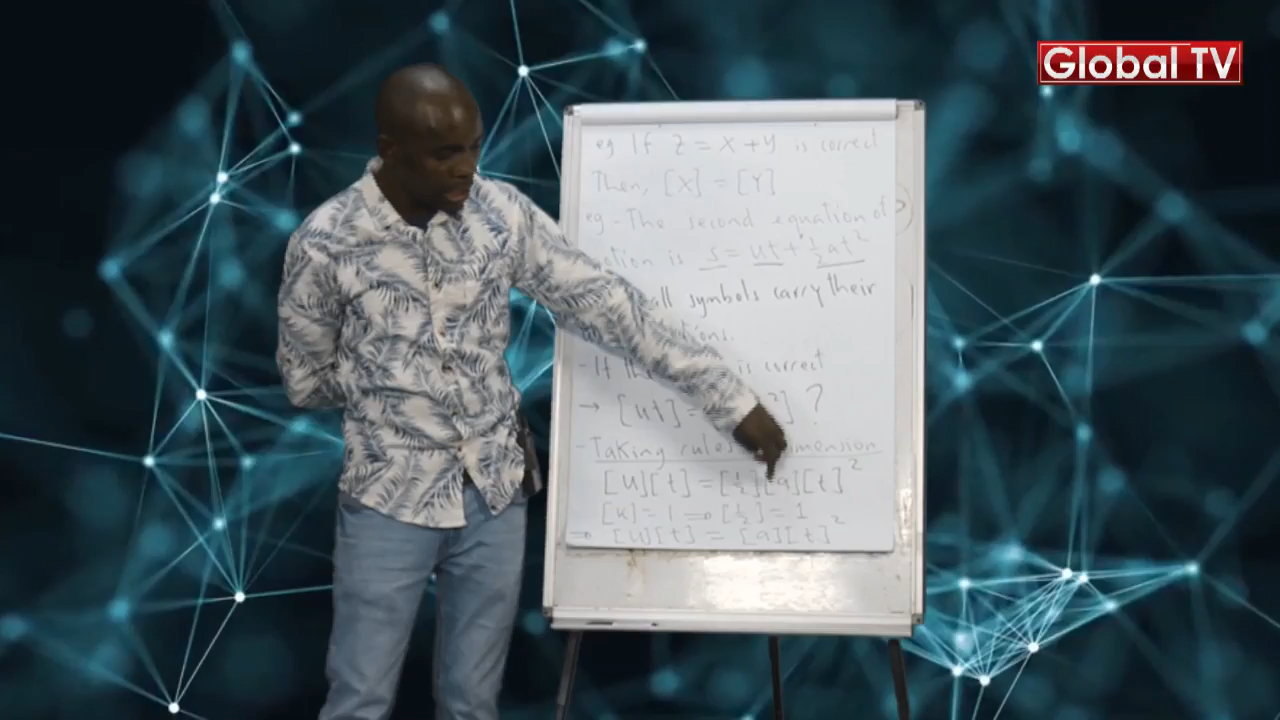 Global TV
eg If Z = X + Y is correct
Then, [X] = [Y]
eg - The second equation of
is S = ut + ½at²
all symbols carry their
- If is correct
→ [ut] = ²] ?
- Taking rules
[u][t] = [½][a][t]²
[k] = 1 ⇒ [½] = 1
⇒ [u][t] = [a][t]²